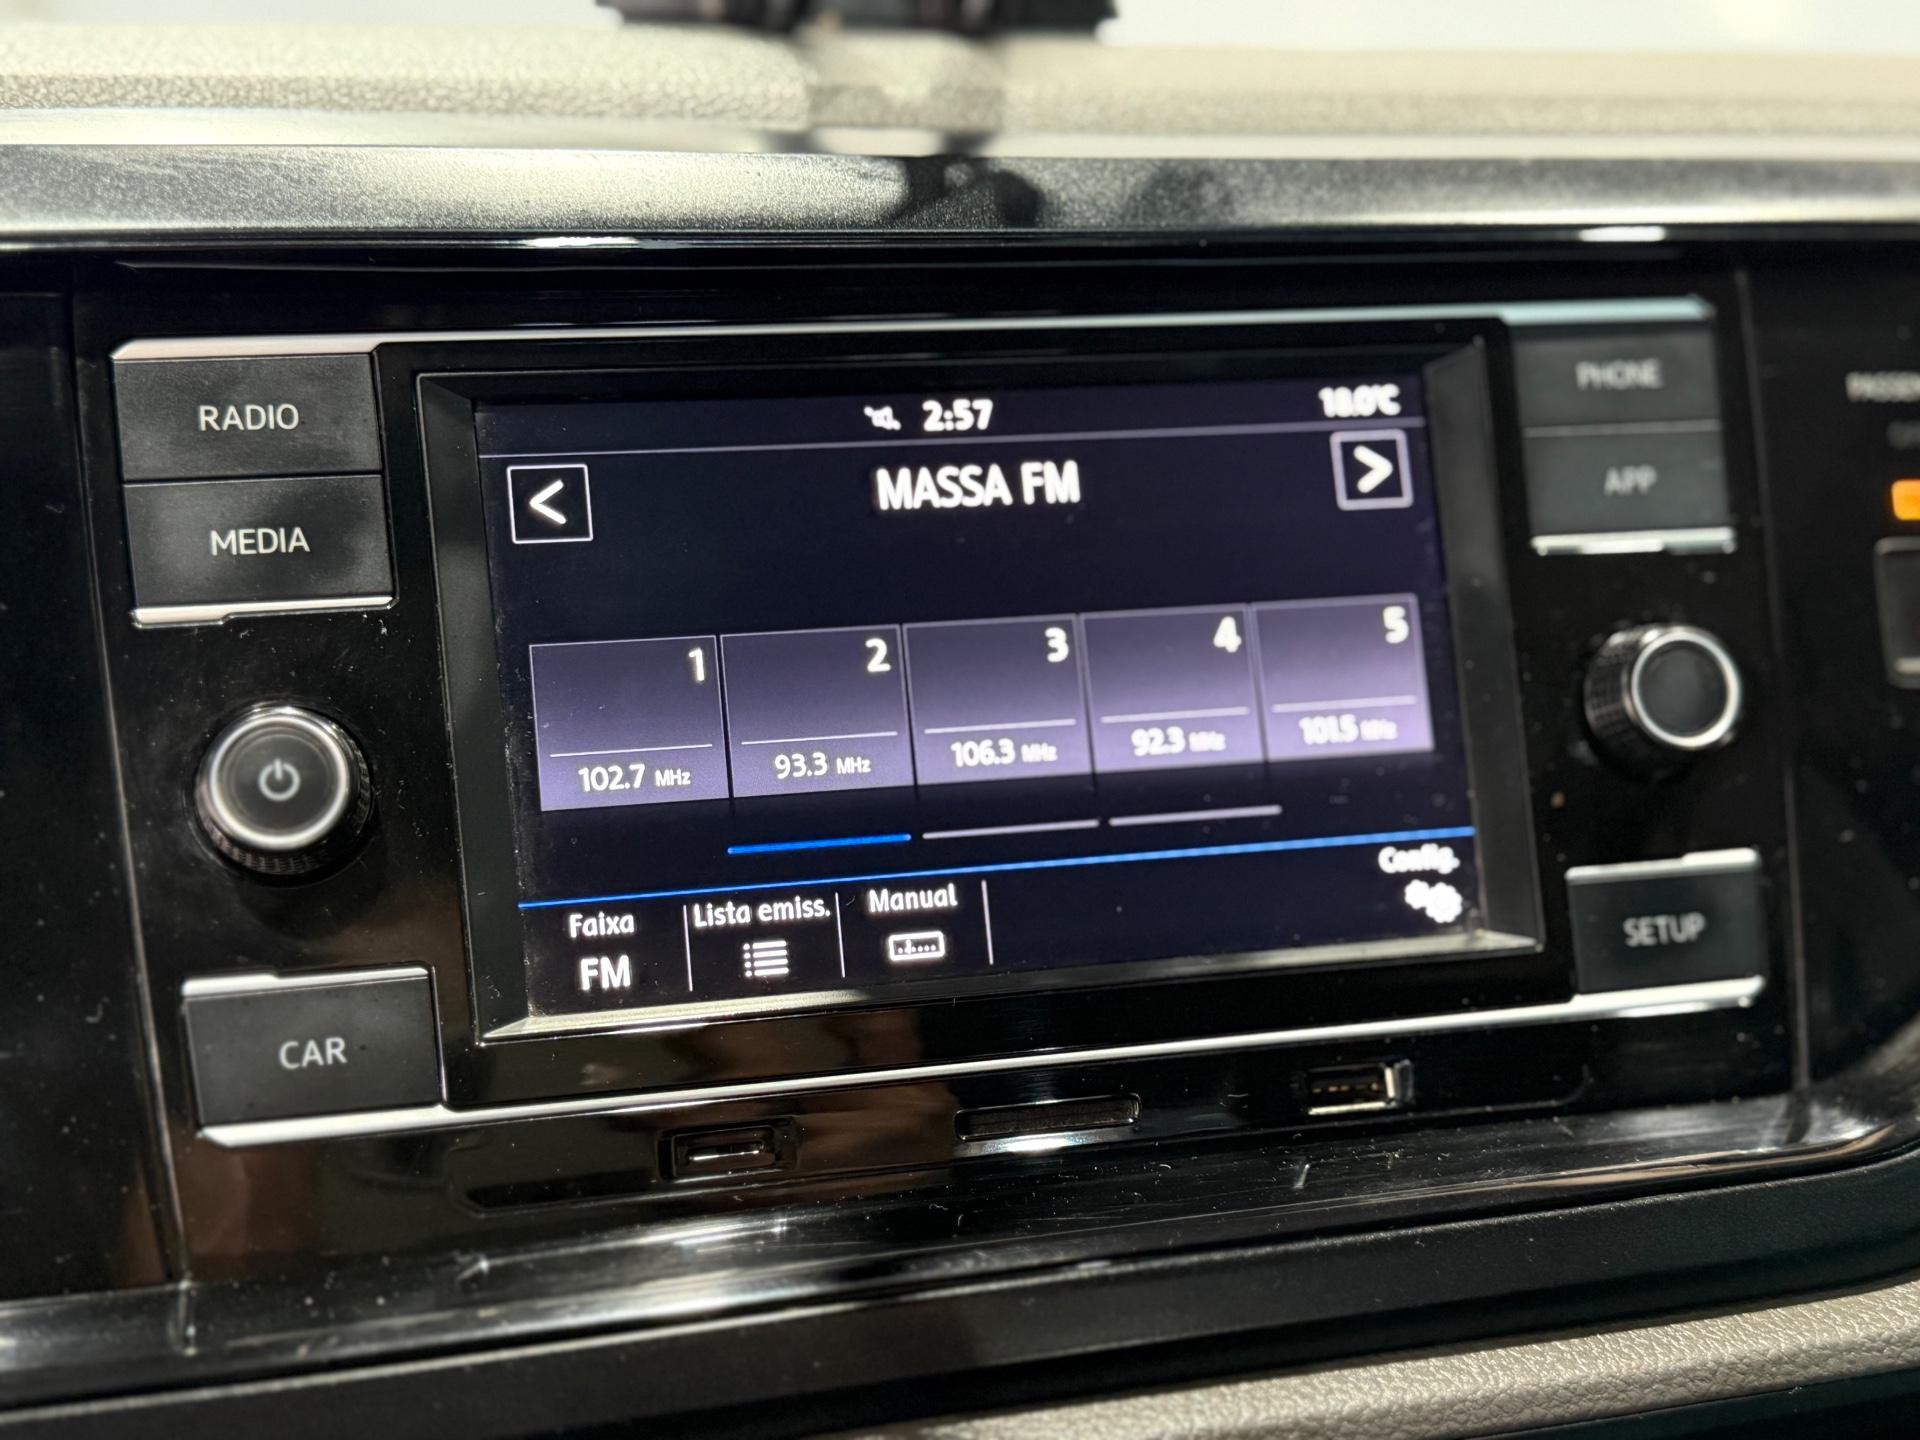 RADIO
MEDIA
CAR
2:57
18.0°C
<
MASSA FM
>
1
2
3
4
5
102.7 MHz
93.3 MHz
106.3 MHz
92.3 MHz
101.5 MHz
Faixa
FM
Lista emiss.
Manual
Config.
PHONE
APP
SETUP